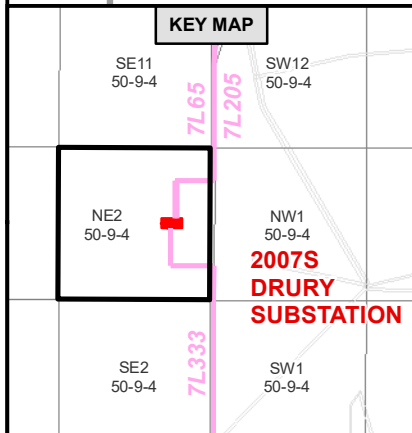 KEY MAP
SE11
50-9-4
SW12
50-9-4
7L65
7L205
NE2
50-9-4
NW1
50-9-4
2007S
DRURY
SUBSTATION
SE2
50-9-4
7L333
SW1
50-9-4